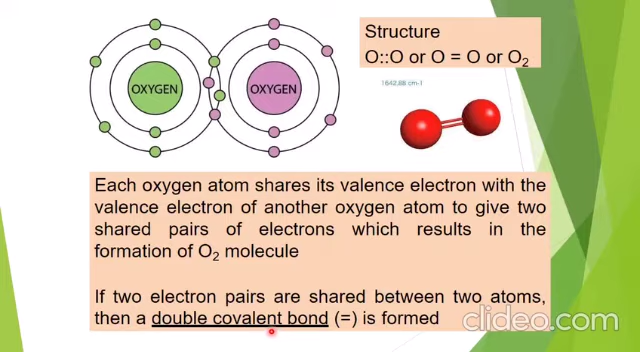 OXYGEN
OXYGEN
Structure
O::O or O = O or O₂
1642.88 cm-1
Each oxygen atom shares its valence electron with the
valence electron of another oxygen atom to give two
shared pairs of electrons which results in the
formation of O₂ molecule
If two electron pairs are shared between two atoms,
then a double covalent bond (=) is formed
clideo.com